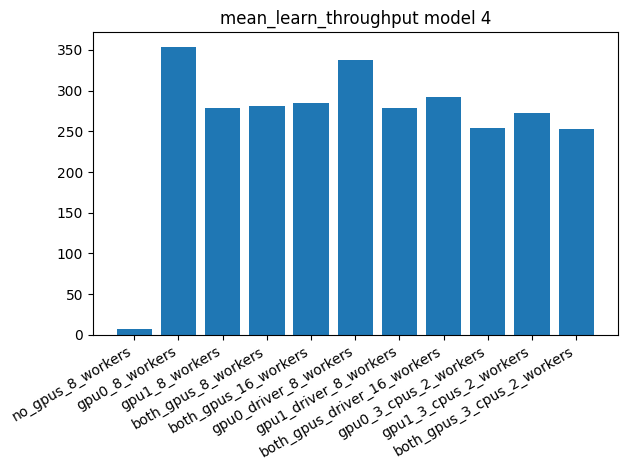 mean_learn_throughput model 4
350
300
250
200
150
100
50
0
no_gpus_8_workers
gpu0_8_workers
gpu1_8_workers
both_gpus_8_workers
both_gpus_16_workers
gpu0_driver_8_workers
gpu1_driver_8_workers
both_gpus_driver_16_workers
gpu0_3_cpus_2_workers
gpu1_3_cpus_2_workers
both_gpus_3_cpus_2_workers